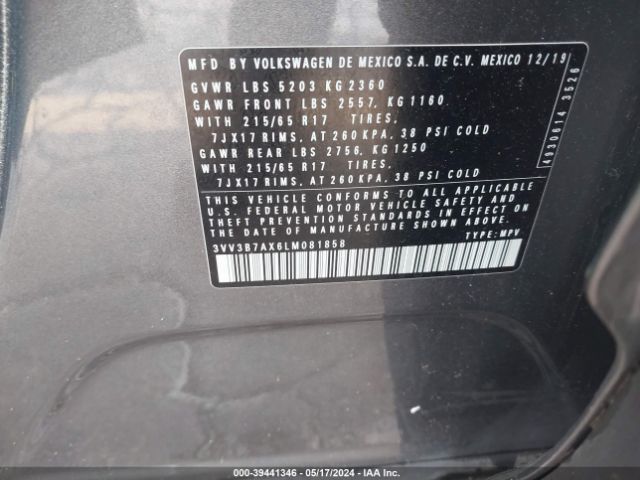 MFD BY VOLKSWAGEN DE MEXICO S.A. DE C.V. MEXICO 12/19
GVWR LBS 5203 KG 2360
GAWR FRONT LBS 2557, KG 1160
WITH 215/65 R17 TIRES,
7JX17 RIMS, AT 260 KPA, 38 PSI COLD
GAWR REAR LBS 2756, KG 1250
WITH 215/65 R17 TIRES,
7JX17 RIMS, AT 260 KPA, 38 PSI COLD
THIS VEHICLE CONFORMS TO ALL APPLICABLE
U.S. FEDERAL MOTOR VEHICLE SAFETY AND
THEFT PREVENTION STANDARDS IN EFFECT ON
THE DATE OF MANUFACTURE SHOWN ABOVE.
3VV3B7AX6LM081858 TYPE: MPV
4930614 3526
000-39441346 - 05/17/2024 - IAA Inc.